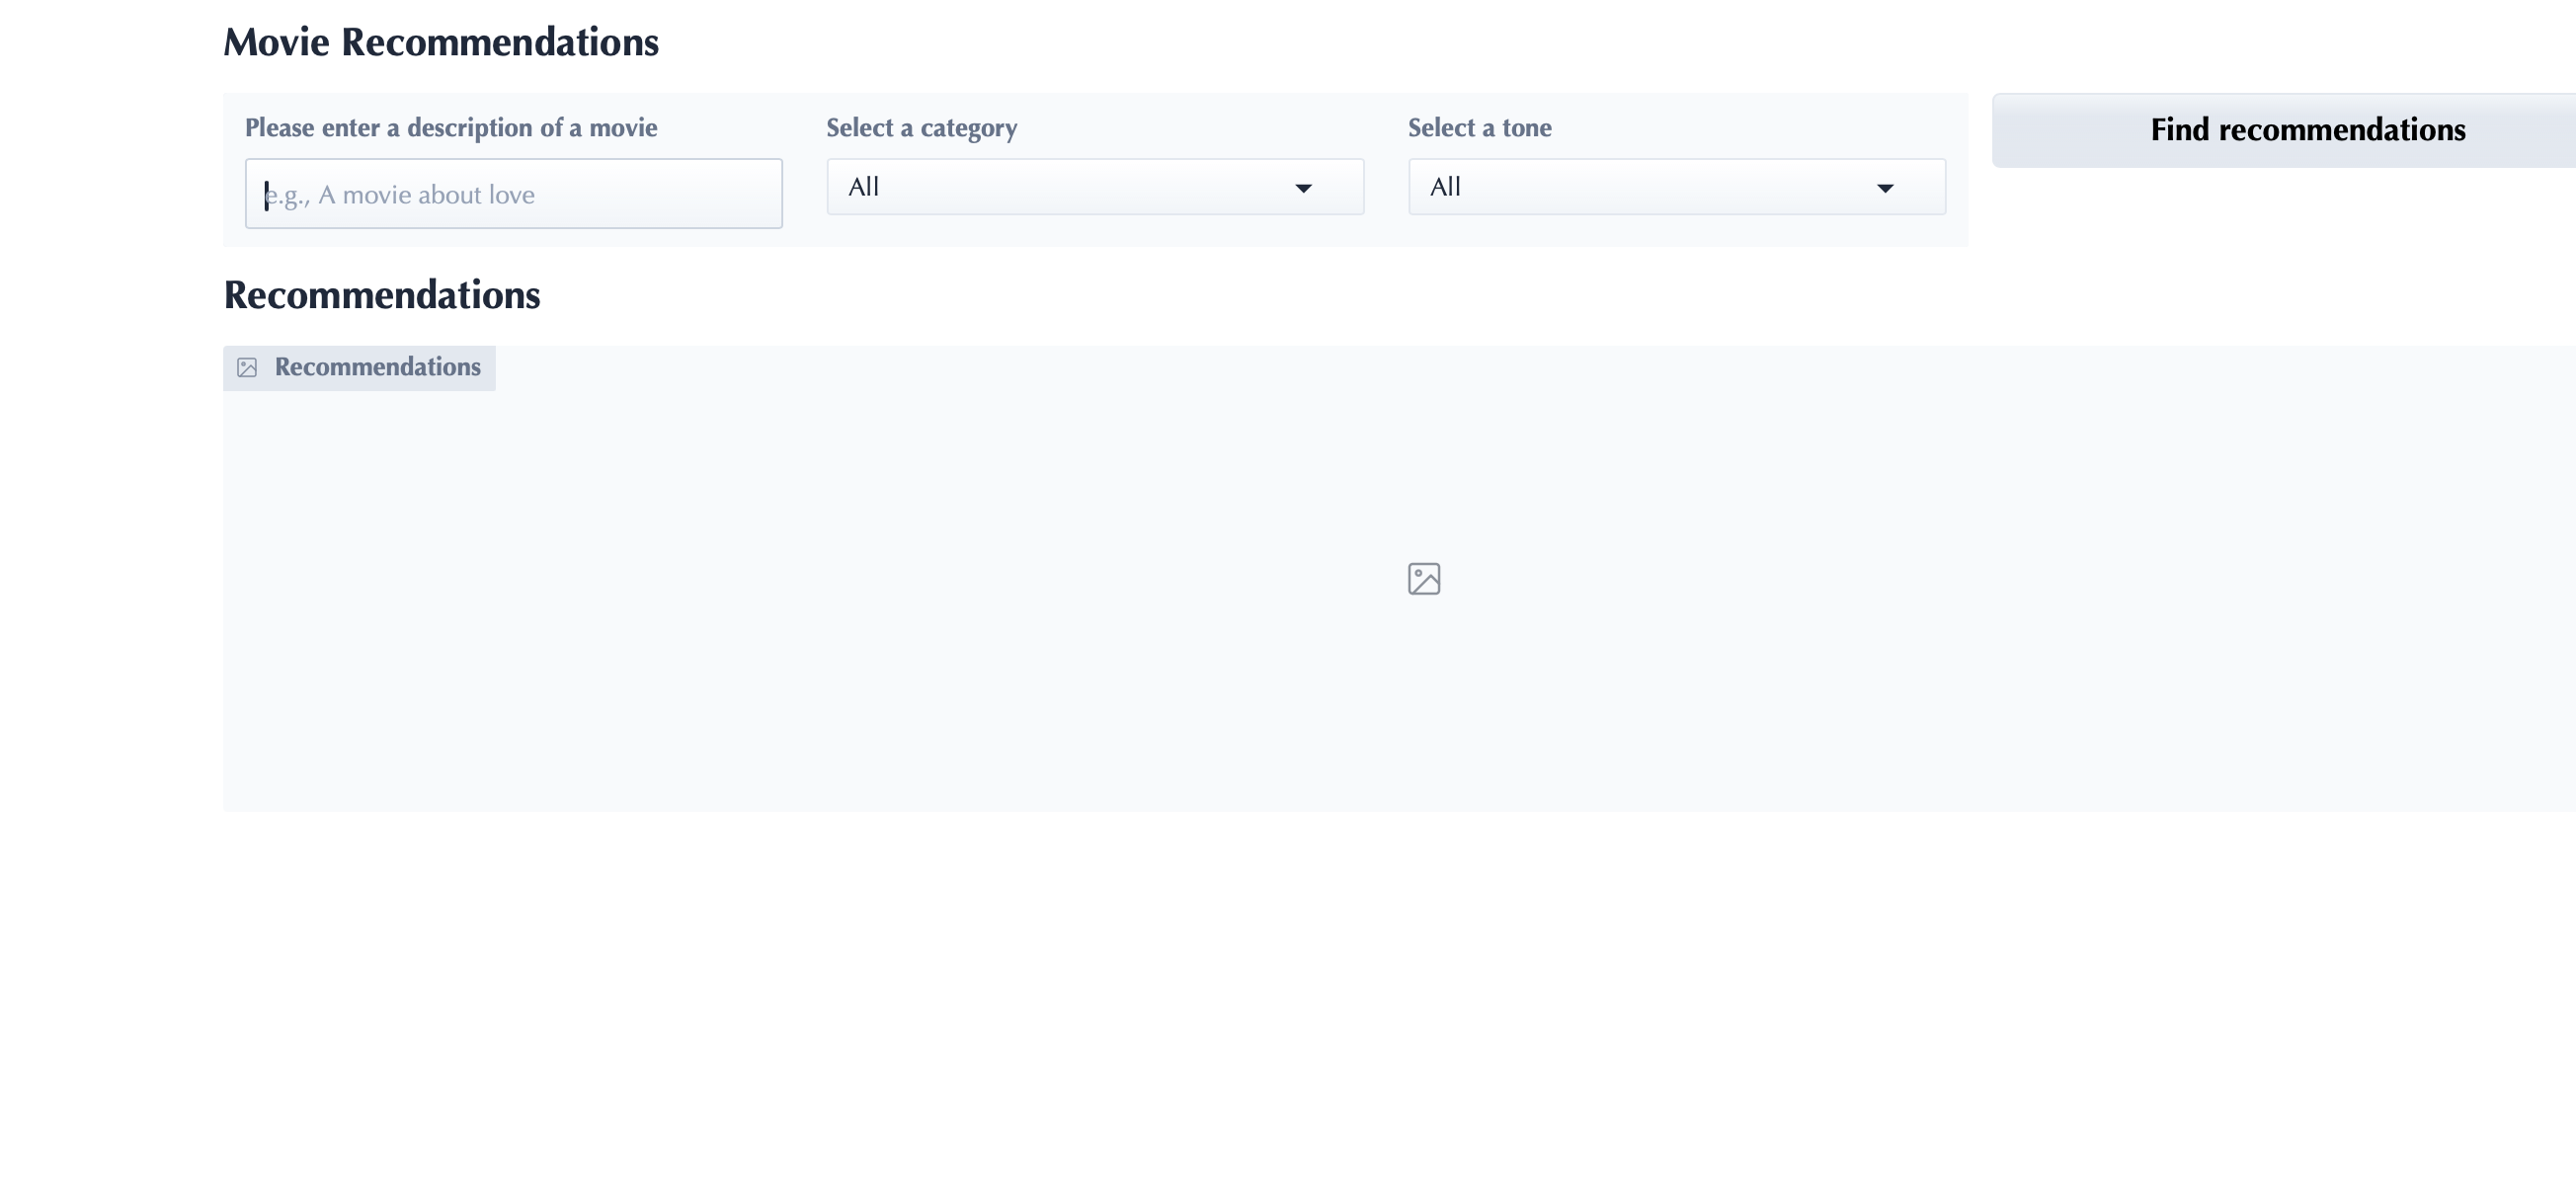 Movie Recommendations
Please enter a description of a movie
Select a category
Select a tone
Find recommendations
e.g., A movie about love
All
All
Recommendations
Recommendations